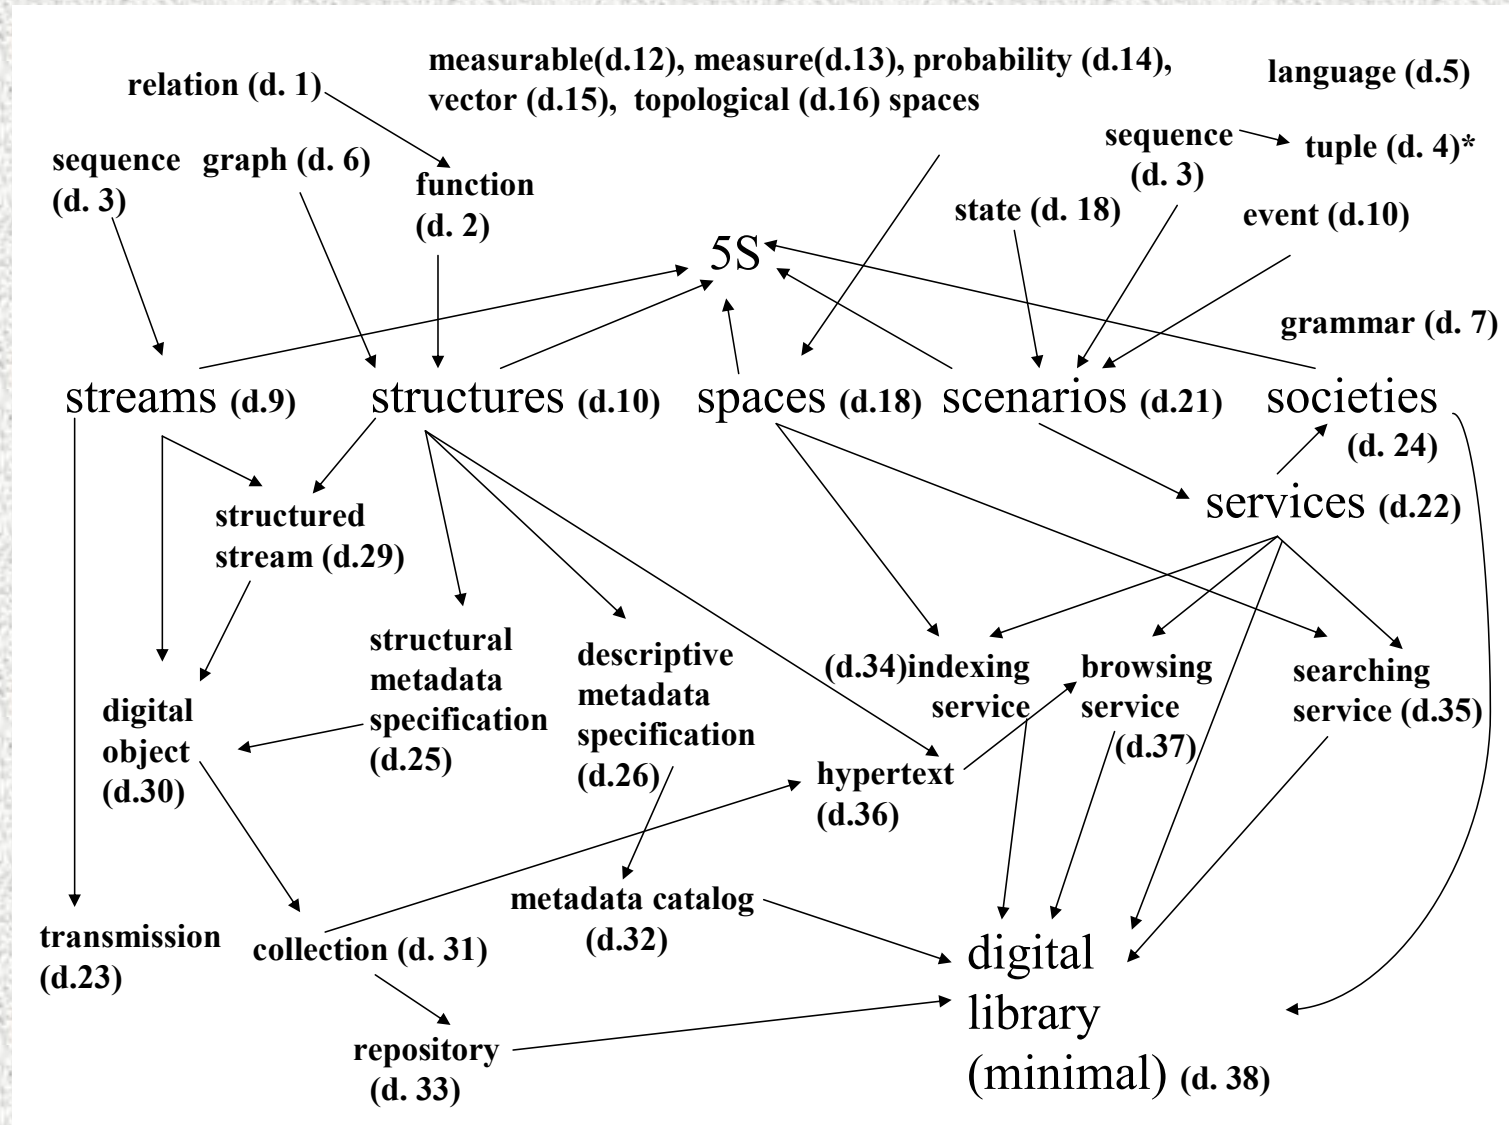 measurable(d.12), measure(d.13), probability (d.14),
vector (d.15), topological (d.16) spaces
relation (d. 1)
language (d.5)
sequence
(d. 3)
graph (d. 6)
function
(d. 2)
sequence
(d. 3)
tuple (d. 4)*
state (d. 18)
event (d.10)
5S
grammar (d. 7)
streams (d.9)
structures (d.10)
spaces (d.18)
scenarios (d.21)
societies
(d. 24)
services (d.22)
structured
stream (d.29)
structural
metadata
specification
(d.25)
descriptive
metadata
specification
(d.26)
(d.34)indexing
service
browsing
service
(d.37)
searching
service (d.35)
digital
object
(d.30)
hypertext
(d.36)
metadata catalog
(d.32)
transmission
(d.23)
collection (d. 31)
repository
(d. 33)
digital
library
(minimal) (d. 38)